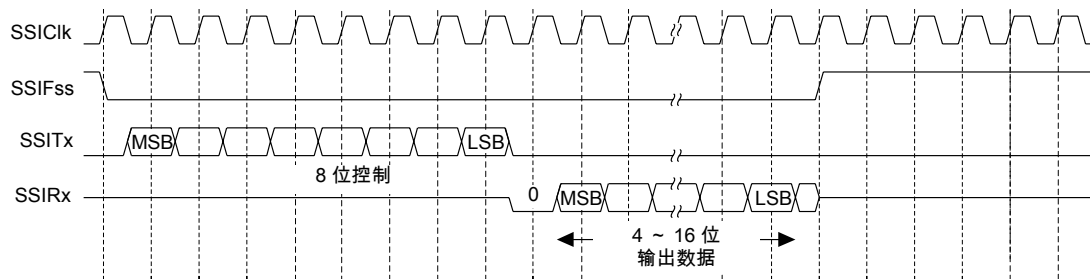 SSIClk
SSIFss
SSITx
MSB
LSB
8 位控制
SSIRx
0
MSB
LSB
4 ~ 16 位
输出数据